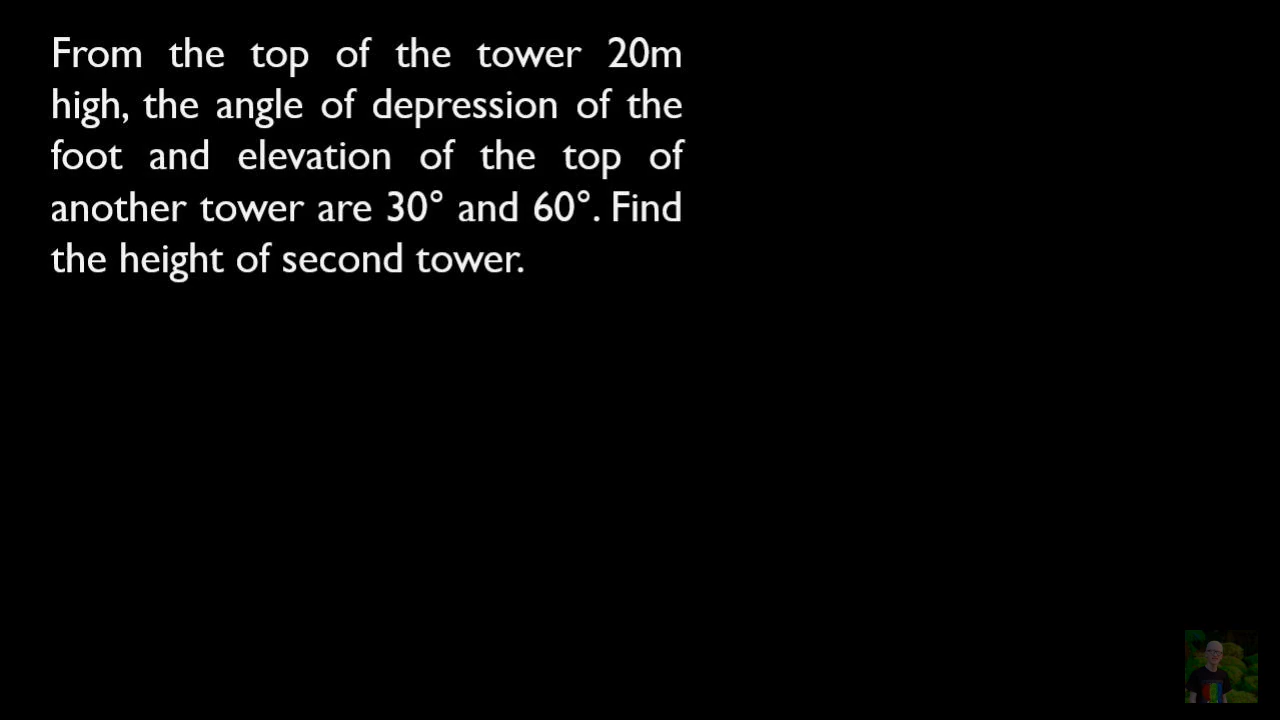 From the top of the tower 20m
high, the angle of depression of the
foot and elevation of the top of
another tower are 30° and 60°. Find
the height of second tower.